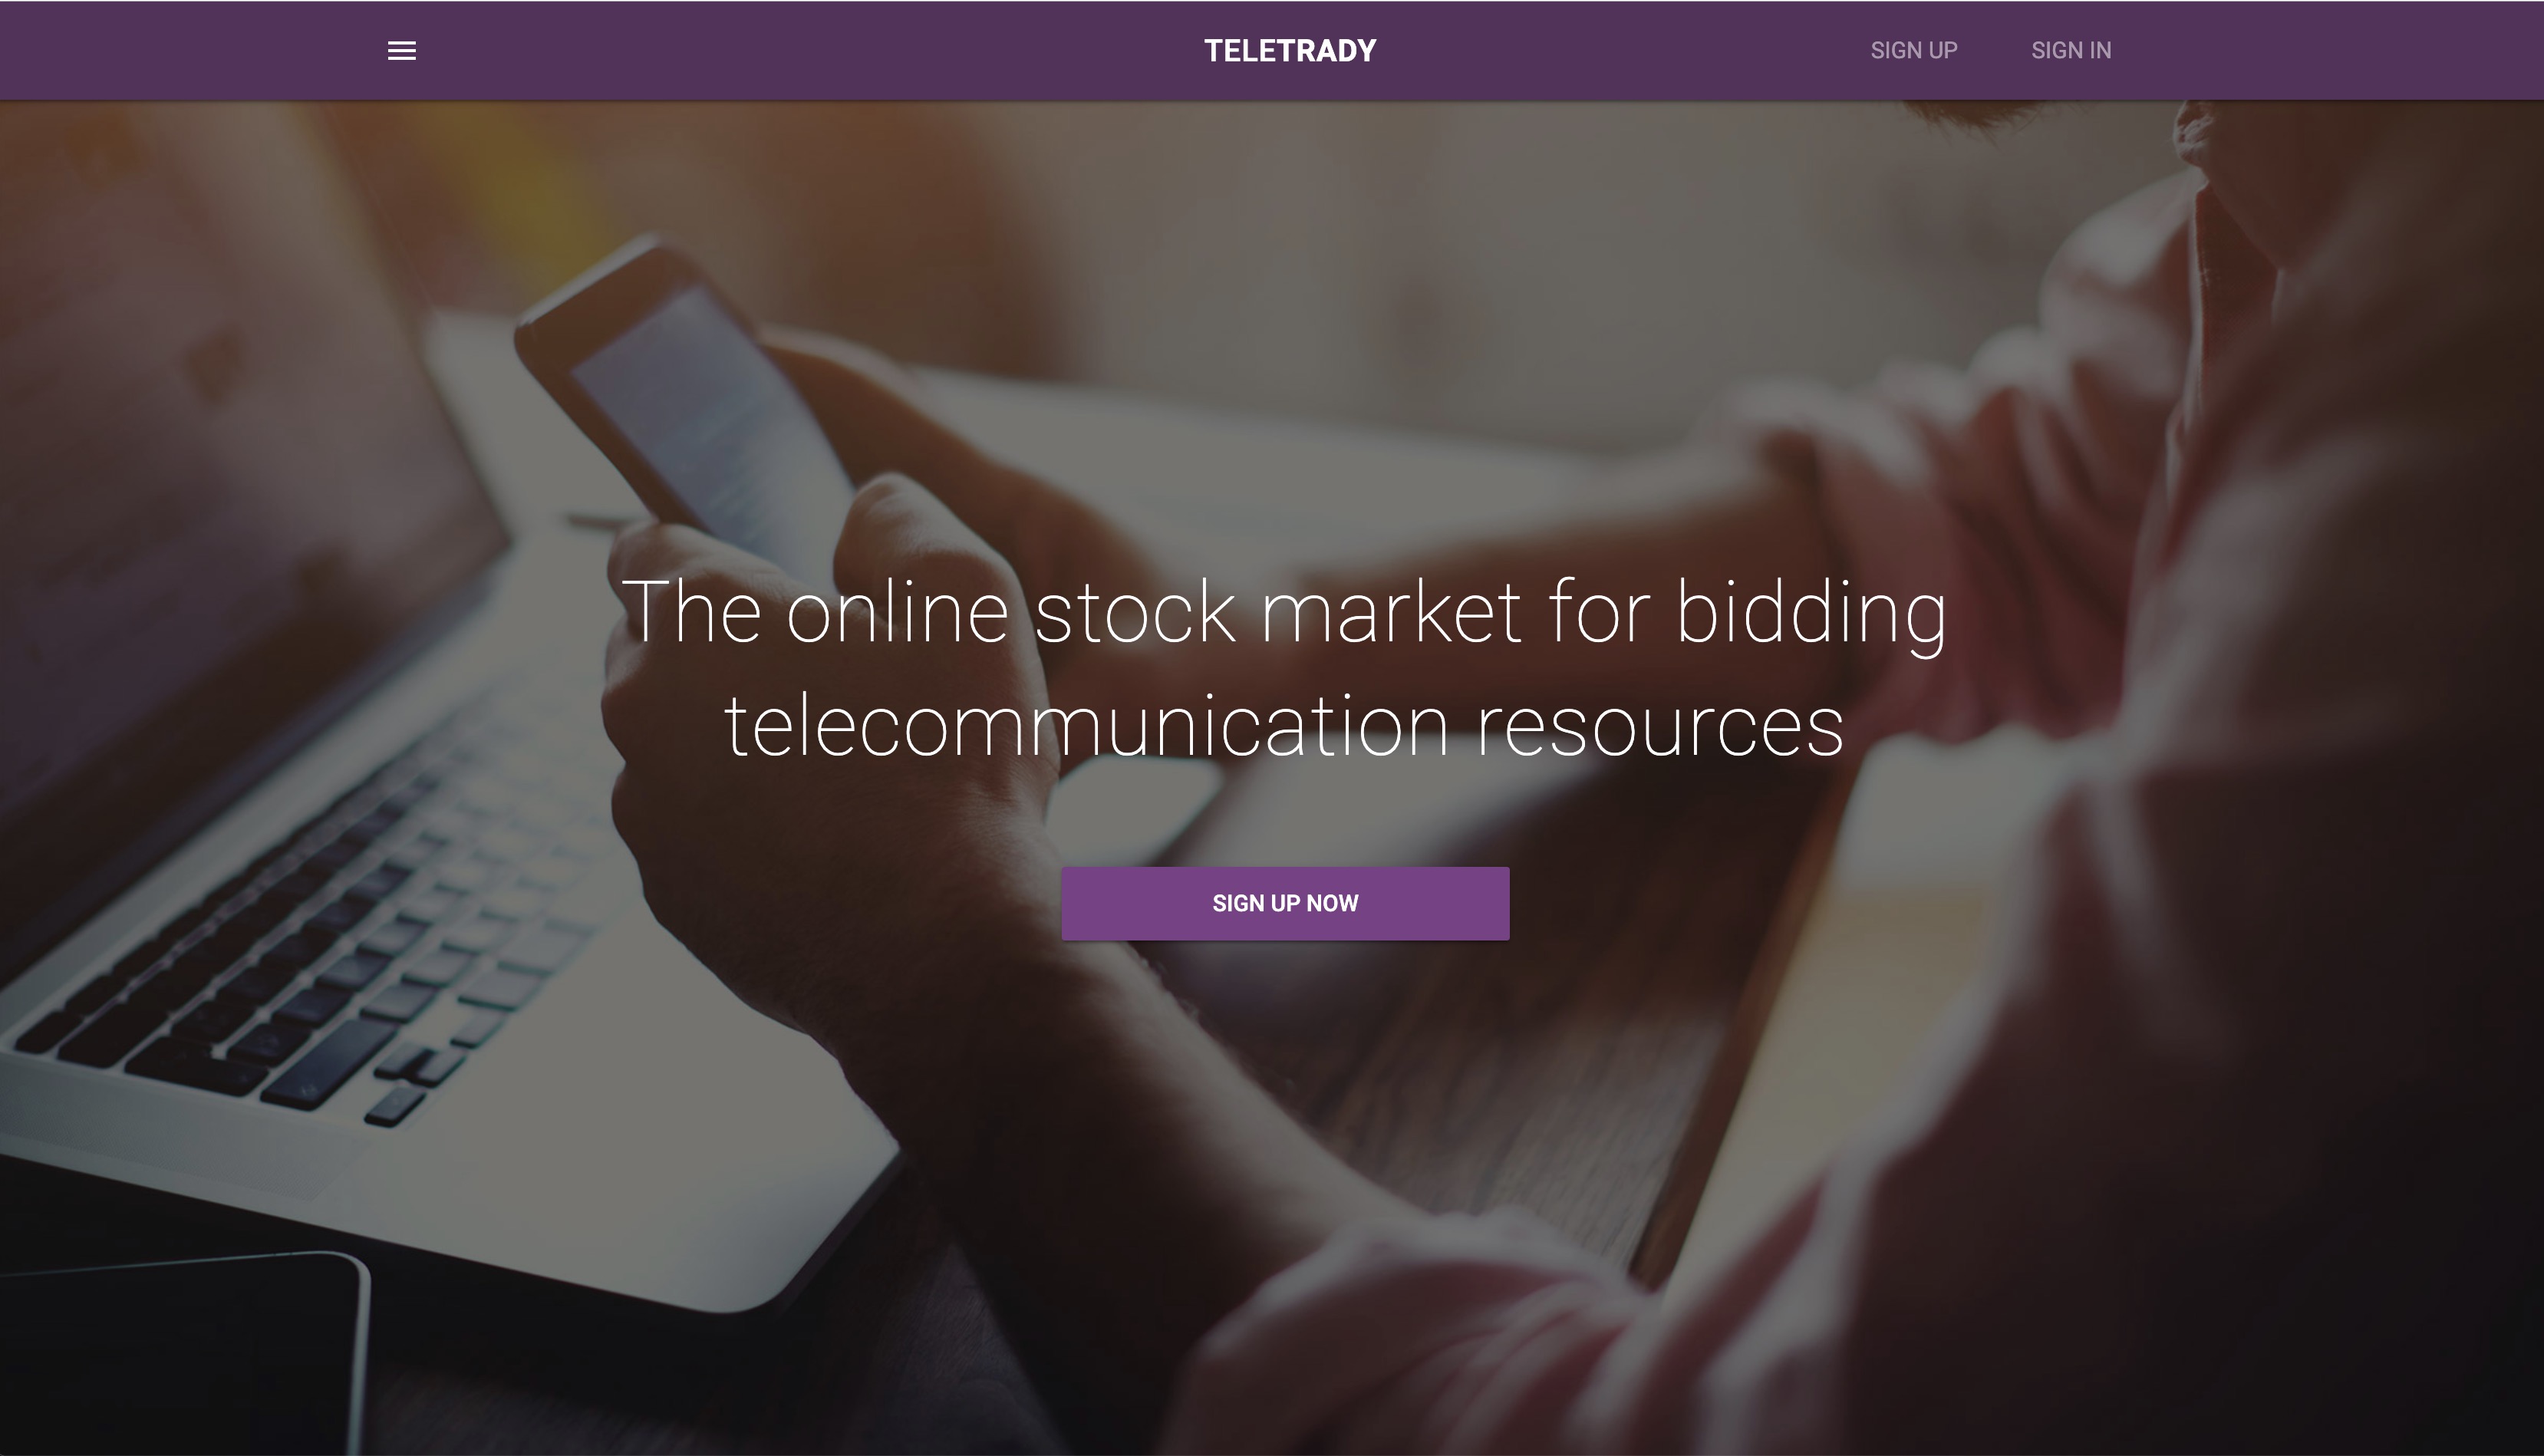 TELETRADY
SIGN UP
SIGN IN
The online stock market for bidding
telecommunication resources
SIGN UP NOW